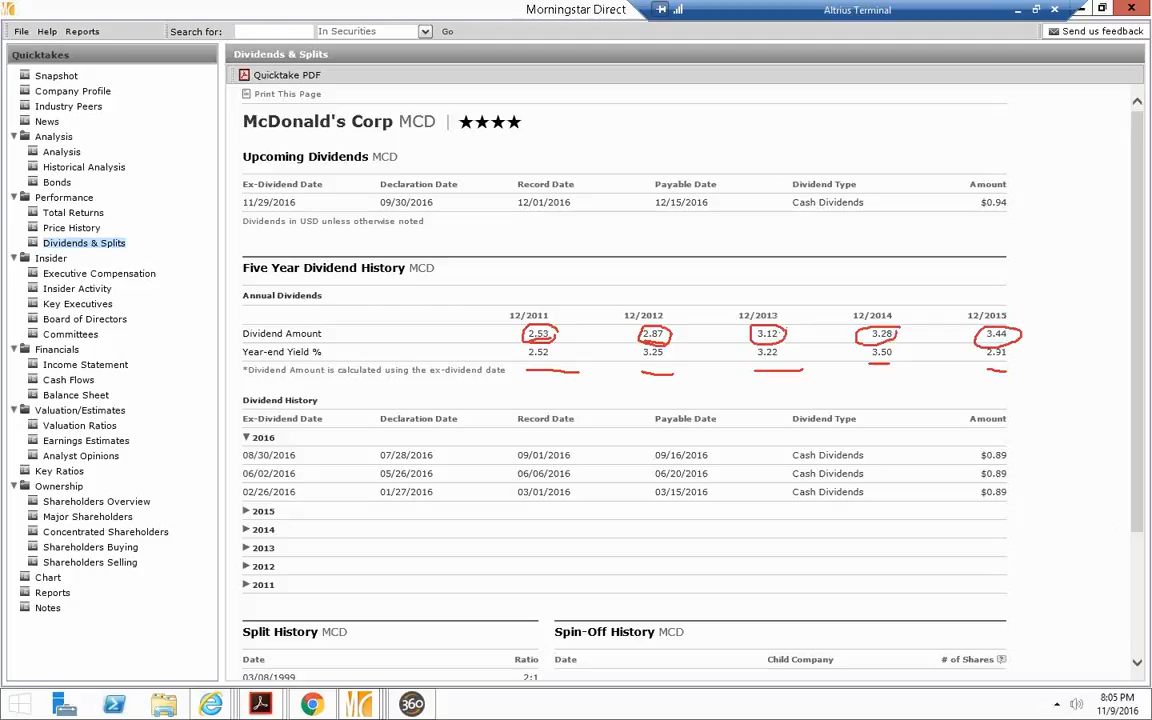 Morningstar Direct
Altrius Terminal
File Help Reports Search for: In Securities Go Send us feedback
Quicktakes
Snapshot
Company Profile
Industry Peers
News
Analysis
Analysis
Historical Analysis
Bonds
Performance
Total Returns
Price History
Dividends & Splits
Insider
Executive Compensation
Insider Activity
Key Executives
Board of Directors
Committees
Financials
Income Statement
Cash Flows
Balance Sheet
Valuation/Estimates
Valuation Ratios
Earnings Estimates
Analyst Opinions
Key Ratios
Ownership
Shareholders Overview
Major Shareholders
Concentrated Shareholders
Shareholders Buying
Shareholders Selling
Chart
Reports
Notes
Dividends & Splits
Quicktake PDF
Print This Page
McDonald's Corp MCD | ★★★★
Upcoming Dividends MCD
Ex-Dividend Date Declaration Date Record Date Payable Date Dividend Type Amount
11/29/2016 09/30/2016 12/01/2016 12/15/2016 Cash Dividends $0.94
Dividends in USD unless otherwise noted
Five Year Dividend History MCD
Annual Dividends
12/2011 12/2012 12/2013 12/2014 12/2015
Dividend Amount 2.53 2.87 3.12 3.28 3.44
Year-end Yield % 2.52 3.25 3.22 3.50 2.91
*Dividend Amount is calculated using the ex-dividend date
Dividend History
Ex-Dividend Date Declaration Date Record Date Payable Date Dividend Type Amount
2016
08/30/2016 07/28/2016 09/01/2016 09/16/2016 Cash Dividends $0.89
06/02/2016 05/26/2016 06/06/2016 06/20/2016 Cash Dividends $0.89
02/26/2016 01/27/2016 03/01/2016 03/15/2016 Cash Dividends $0.89
2015
2014
2013
2012
2011
Split History MCD
Date Ratio
03/08/1999 2:1
Spin-Off History MCD
Date Child Company # of Shares
360
8:05 PM
11/9/2016